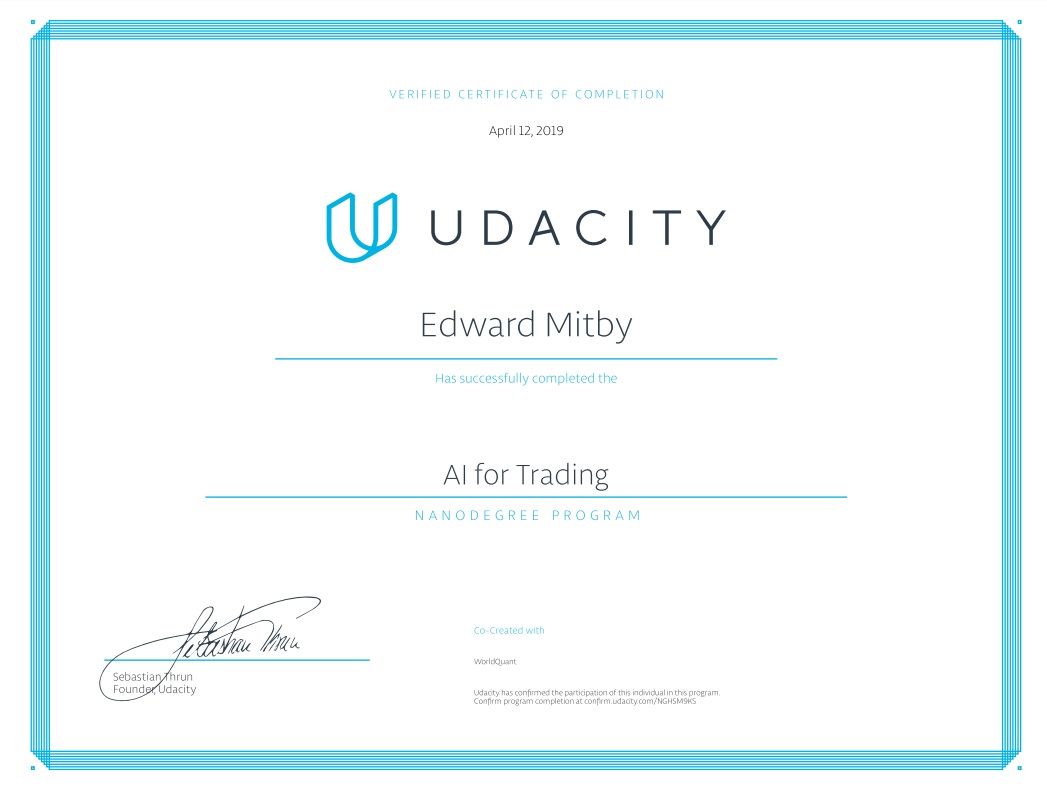 VERIFIED CERTIFICATE OF COMPLETION
April 12, 2019
UDACITY
Edward Mitby
Has successfully completed the
AI for Trading
NANODEGREE PROGRAM
Sebastian Thrun
Sebastian Thrun
Founder, Udacity
Co-Created with
WorldQuant
Udacity has confirmed the participation of this individual in this program.
Confirm program completion at confirm.udacity.com/NGHSM9KS